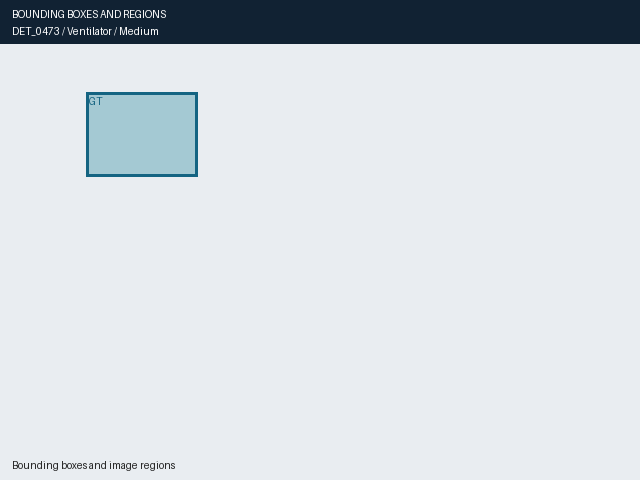 BOUNDING BOXES AND REGIONS
DET_0473 / Ventilator / Medium
GT
Bounding boxes and image regions